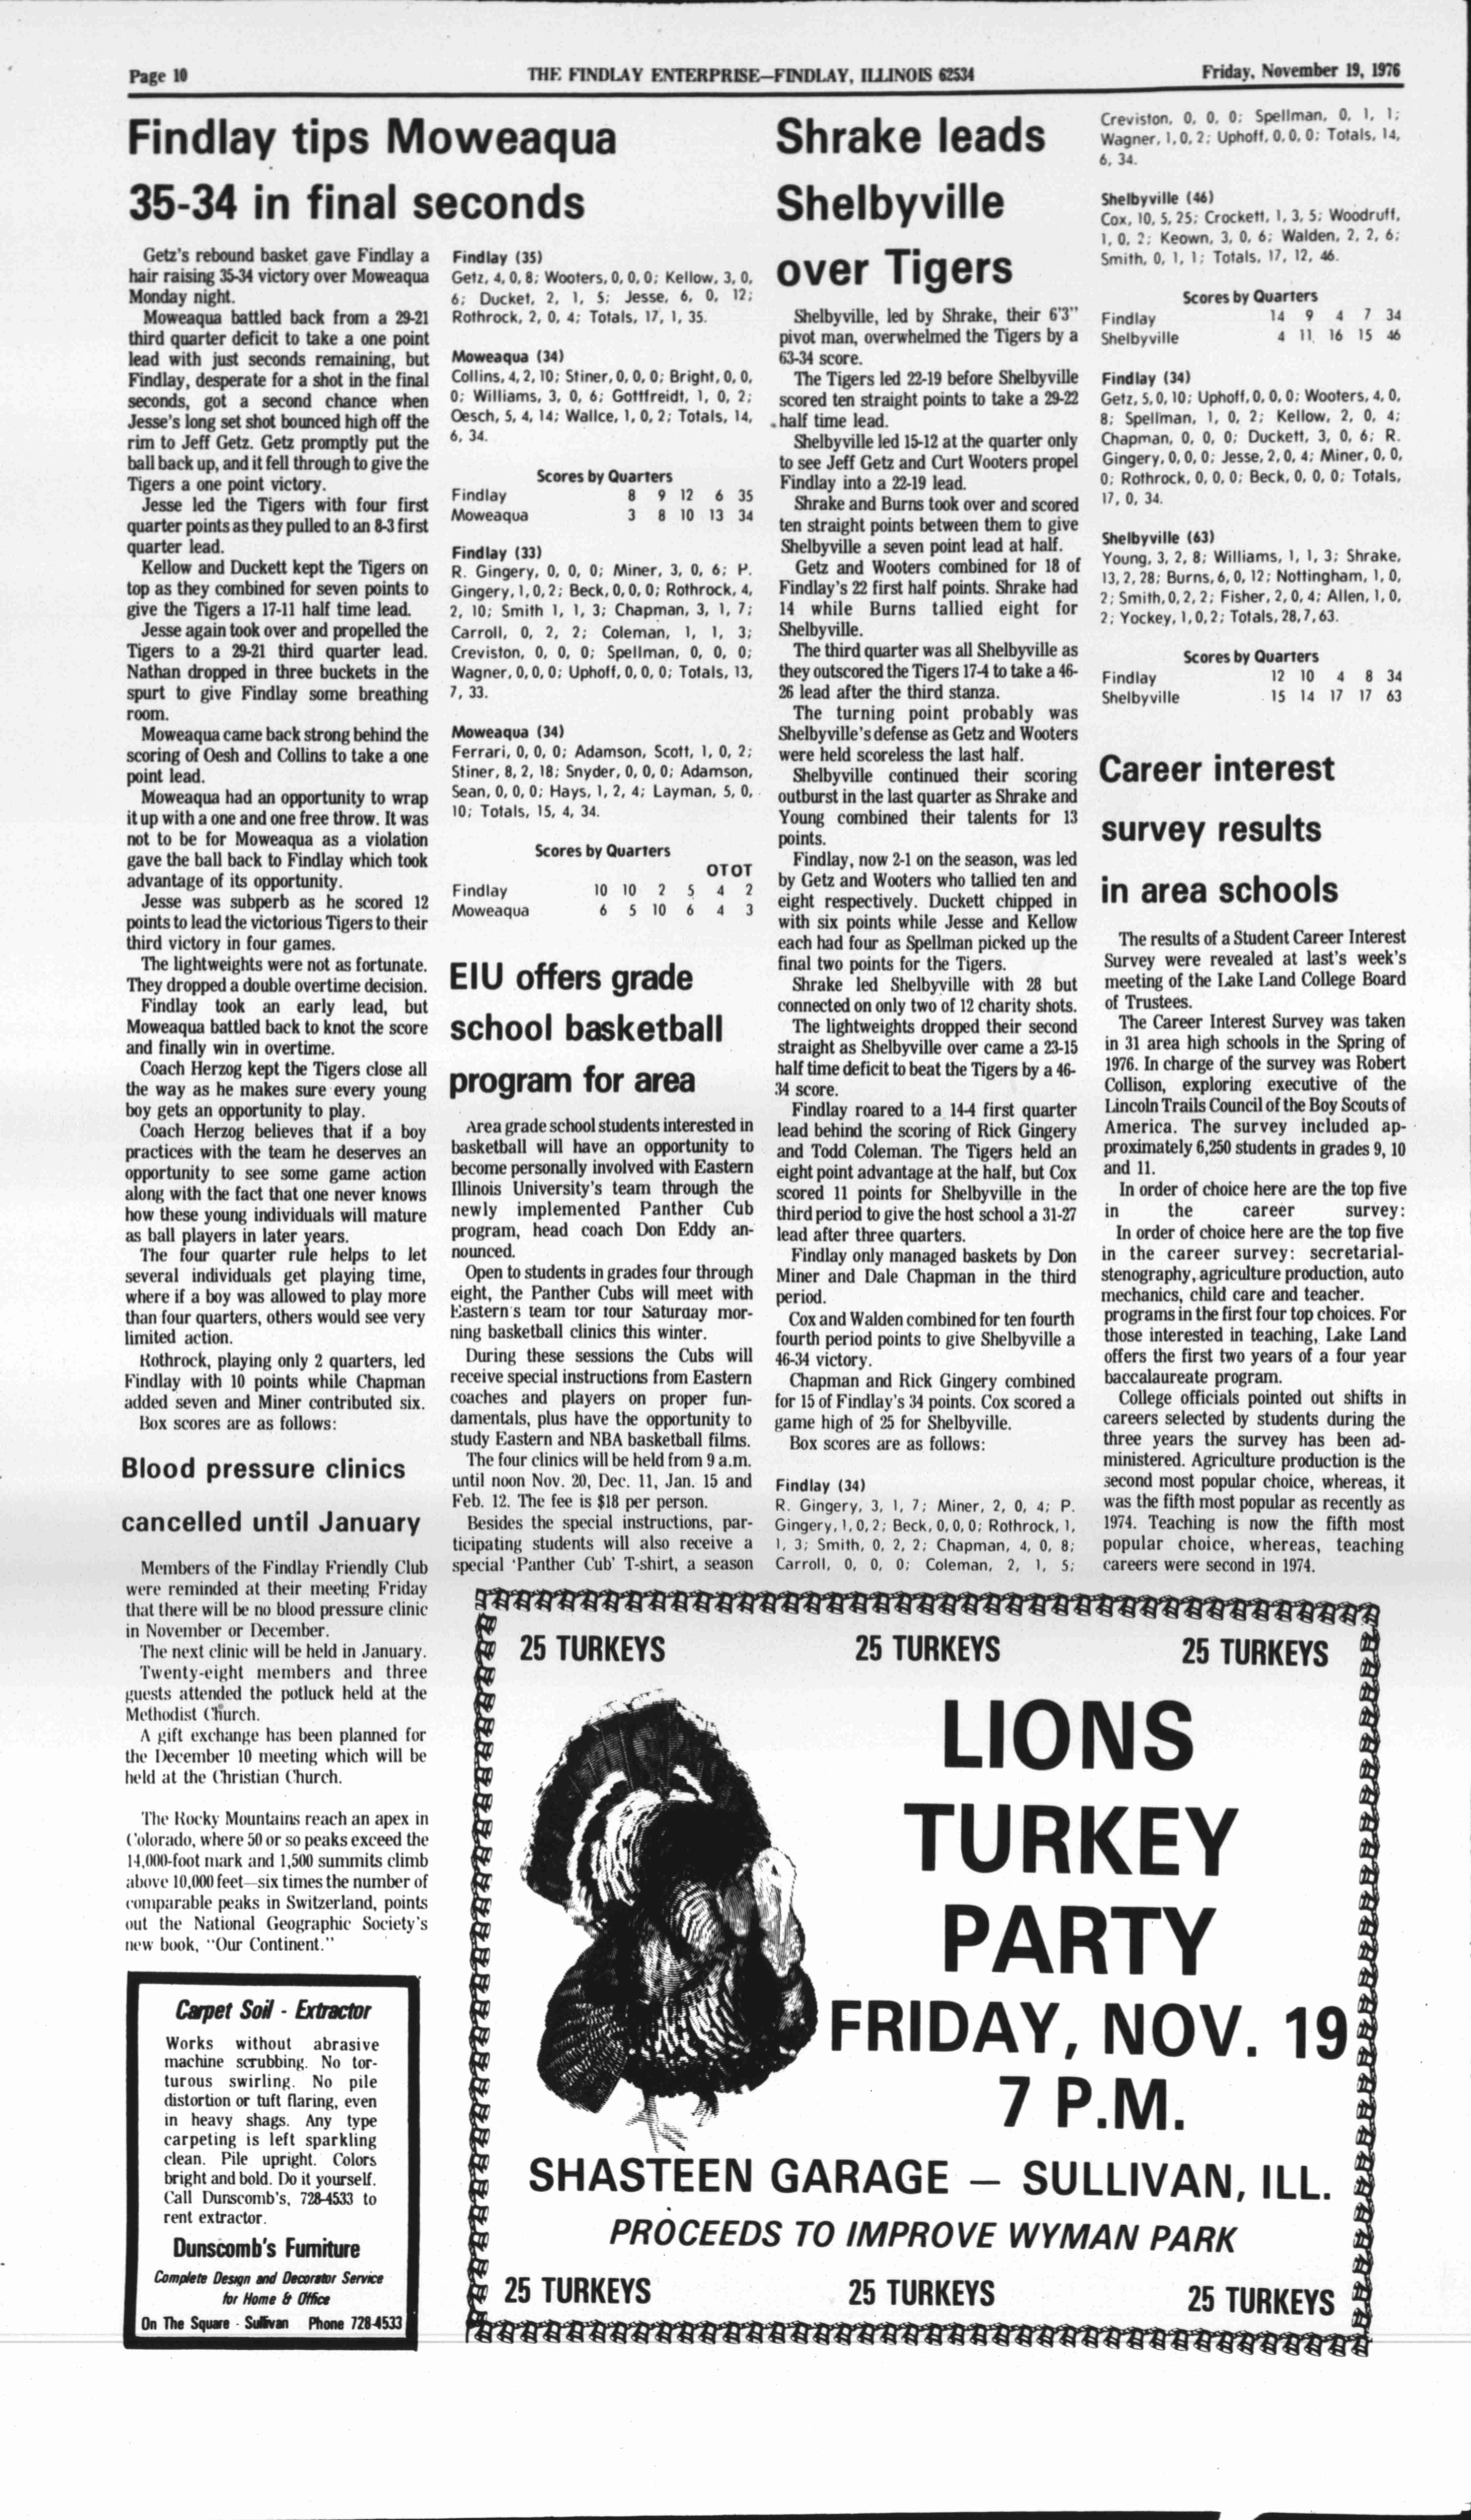 Page 10
THE FINDLAY ENTERPRISE—FINDLAY, ILLINOIS 62534
Friday, November 19, 1976
Findlay tips Moweaqua
35-34 in final seconds
Getz's rebound basket gave Findlay a
hair raising 35-34 victory over Moweaqua
Monday night.
Moweaqua battled back from a 29-21
third quarter deficit to take a one point
lead with just seconds remaining, but
Findlay, desperate for a shot in the final
seconds, got a second chance when
Jesse's long set shot bounced high off the
rim to Jeff Getz. Getz promptly put the
ball back up, and it fell through to give the
Tigers a one point victory.
Jesse led the Tigers with four first
quarter points as they pulled to an 8-3 first
quarter lead.
Kellow and Duckett kept the Tigers on
top as they combined for seven points to
give the Tigers a 17-11 half time lead.
Jesse again took over and propelled the
Tigers to a 29-21 third quarter lead.
Nathan dropped in three buckets in the
spurt to give Findlay some breathing
room.
Moweaqua came back strong behind the
scoring of Oesh and Collins to take a one
point lead.
Moweaqua had an opportunity to wrap
it up with a one and one free throw. It was
not to be for Moweaqua as a violation
gave the ball back to Findlay which took
advantage of its opportunity.
Jesse was subperb as he scored 12
points to lead the victorious Tigers to their
third victory in four games.
The lightweights were not as fortunate.
They dropped a double overtime decision.
Findlay took an early lead, but
Moweaqua battled back to knot the score
and finally win in overtime.
Coach Herzog kept the Tigers close all
the way as he makes sure every young
boy gets an opportunity to play.
Coach Herzog believes that if a boy
practices with the team he deserves an
opportunity to see some game action
along with the fact that one never knows
how these young individuals will mature
as ball players in later years.
The four quarter rule helps to let
several individuals get playing time,
where if a boy was allowed to play more
than four quarters, others would see very
limited action.
Rothrock, playing only 2 quarters, led
Findlay with 10 points while Chapman
added seven and Miner contributed six.
Box scores are as follows:
Findlay (35)
Getz, 4, 0, 8; Wooters, 0, 0, 0; Kellow, 3, 0,
6; Ducket, 2, 1, 5; Jesse, 6, 0, 12;
Rothrock, 2, 0, 4; Totals, 17, 1, 35.
Moweaqua (34)
Collins, 4, 2, 10; Stiner, 0, 0, 0; Bright, 0, 0,
0; Williams, 3, 0, 6; Gottfreidt, 1, 0, 2;
Oesch, 5, 4, 14; Wallce, 1, 0, 2; Totals, 14,
6, 34.
Scores by Quarters
Findlay 8 9 12 6 35
Moweaqua 3 8 10 13 34
Findlay (33)
R. Gingery, 0, 0, 0; Miner, 3, 0, 6; P.
Gingery, 1, 0, 2; Beck, 0, 0, 0; Rothrock, 4,
2, 10; Smith 1, 1, 3; Chapman, 3, 1, 7;
Carroll, 0, 2, 2; Coleman, 1, 1, 3;
Creviston, 0, 0, 0; Spellman, 0, 0, 0;
Wagner, 0, 0, 0; Uphoff, 0, 0, 0; Totals, 13,
7, 33.
Moweaqua (34)
Ferrari, 0, 0, 0; Adamson, Scott, 1, 0, 2;
Stiner, 8, 2, 18; Snyder, 0, 0, 0; Adamson,
Sean, 0, 0, 0; Hays, 1, 2, 4; Layman, 5, 0,
10; Totals, 15, 4, 34.
Scores by Quarters
OT OT
Findlay 10 10 2 5 4 2
Moweaqua 6 5 10 6 4 3
Blood pressure clinics
cancelled until January
Members of the Findlay Friendly Club
were reminded at their meeting Friday
that there will be no blood pressure clinic
in November or December.
The next clinic will be held in January.
Twenty-eight members and three
guests attended the potluck held at the
Methodist Church.
A gift exchange has been planned for
the December 10 meeting which will be
held at the Christian Church.
The Rocky Mountains reach an apex in
Colorado, where 50 or so peaks exceed the
14,000-foot mark and 1,500 summits climb
above 10,000 feet—six times the number of
comparable peaks in Switzerland, points
out the National Geographic Society's
new book, "Our Continent."
Carpet Soil - Extractor
Works without abrasive
machine scrubbing. No tor-
turous swirling. No pile
distortion or tuft flaring, even
in heavy shags. Any type
carpeting is left sparkling
clean. Pile upright. Colors
bright and bold. Do it yourself.
Call Dunscomb's, 728-4533 to
rent extractor.
Dunscomb's Furniture
Complete Design and Decorator Service
for Home & Office
On The Square - Sullivan Phone 728-4533
EIU offers grade
school basketball
program for area
Area grade school students interested in
basketball will have an opportunity to
become personally involved with Eastern
Illinois University's team through the
newly implemented Panther Cub
program, head coach Don Eddy an-
nounced.
Open to students in grades four through
eight, the Panther Cubs will meet with
Eastern's team for four Saturday mor-
ning basketball clinics this winter.
During these sessions the Cubs will
receive special instructions from Eastern
coaches and players on proper fun-
damentals, plus have the opportunity to
study Eastern and NBA basketball films.
The four clinics will be held from 9 a.m.
until noon Nov. 20, Dec. 11, Jan. 15 and
Feb. 12. The fee is $18 per person.
Besides the special instructions, par-
ticipating students will also receive a
special 'Panther Cub' T-shirt, a season
Shrake leads
Shelbyville
over Tigers
Shelbyville, led by Shrake, their 6'3"
pivot man, overwhelmed the Tigers by a
63-34 score.
The Tigers led 22-19 before Shelbyville
scored ten straight points to take a 29-22
half time lead.
Shelbyville led 15-12 at the quarter only
to see Jeff Getz and Curt Wooters propel
Findlay into a 22-19 lead.
Shrake and Burns took over and scored
ten straight points between them to give
Shelbyville a seven point lead at half.
Getz and Wooters combined for 18 of
Findlay's 22 first half points. Shrake had
14 while Burns tallied eight for
Shelbyville.
The third quarter was all Shelbyville as
they outscored the Tigers 17-4 to take a 46-
26 lead after the third stanza.
The turning point probably was
Shelbyville's defense as Getz and Wooters
were held scoreless the last half.
Shelbyville continued their scoring
outburst in the last quarter as Shrake and
Young combined their talents for 13
points.
Findlay, now 2-1 on the season, was led
by Getz and Wooters who tallied ten and
eight respectively. Duckett chipped in
with six points while Jesse and Kellow
each had four as Spellman picked up the
final two points for the Tigers.
Shrake led Shelbyville with 28 but
connected on only two of 12 charity shots.
The lightweights dropped their second
straight as Shelbyville over came a 23-15
half time deficit to beat the Tigers by a 46-
34 score.
Findlay roared to a 14-4 first quarter
lead behind the scoring of Rick Gingery
and Todd Coleman. The Tigers held an
eight point advantage at the half, but Cox
scored 11 points for Shelbyville in the
third period to give the host school a 31-27
lead after three quarters.
Findlay only managed baskets by Don
Miner and Dale Chapman in the third
period.
Cox and Walden combined for ten fourth
fourth period points to give Shelbyville a
46-34 victory.
Chapman and Rick Gingery combined
for 15 of Findlay's 34 points. Cox scored a
game high of 25 for Shelbyville.
Box scores are as follows:
Findlay (34)
R. Gingery, 3, 1, 7; Miner, 2, 0, 4; P.
Gingery, 1, 0, 2; Beck, 0, 0, 0; Rothrock, 1,
1, 3; Smith, 0, 2, 2; Chapman, 4, 0, 8;
Carroll, 0, 0, 0; Coleman, 2, 1, 5;
Creviston, 0, 0, 0; Spellman, 0, 1, 1;
Wagner, 1, 0, 2; Uphoff, 0, 0, 0; Totals, 14,
6, 34.
Shelbyville (46)
Cox, 10, 5, 25; Crockett, 1, 3, 5; Woodruff,
1, 0, 2; Keown, 3, 0, 6; Walden, 2, 2, 6;
Smith, 0, 1, 1; Totals, 17, 12, 46.
Scores by Quarters
Findlay 14 9 4 7 34
Shelbyville 4 11 16 15 46
Findlay (34)
Getz, 5, 0, 10; Uphoff, 0, 0, 0; Wooters, 4, 0,
8; Spellman, 1, 0, 2; Kellow, 2, 0, 4;
Chapman, 0, 0, 0; Duckett, 3, 0, 6; R.
Gingery, 0, 0, 0; Jesse, 2, 0, 4; Miner, 0, 0,
0; Rothrock, 0, 0, 0; Beck, 0, 0, 0; Totals,
17, 0, 34.
Shelbyville (63)
Young, 3, 2, 8; Williams, 1, 1, 3; Shrake,
13, 2, 28; Burns, 6, 0, 12; Nottingham, 1, 0,
2; Smith, 0, 2, 2; Fisher, 2, 0, 4; Allen, 1, 0,
2; Yockey, 1, 0, 2; Totals, 28, 7, 63.
Scores by Quarters
Findlay 12 10 4 8 34
Shelbyville 15 14 17 17 63
Career interest
survey results
in area schools
The results of a Student Career Interest
Survey were revealed at last's week's
meeting of the Lake Land College Board
of Trustees.
The Career Interest Survey was taken
in 31 area high schools in the Spring of
1976. In charge of the survey was Robert
Collison, exploring executive of the
Lincoln Trails Council of the Boy Scouts of
America. The survey included ap-
proximately 6,250 students in grades 9, 10
and 11.
In order of choice here are the top five
in the career survey:
In order of choice here are the top five
in the career survey: secretarial-
stenography, agriculture production, auto
mechanics, child care and teacher.
programs in the first four top choices. For
those interested in teaching, Lake Land
offers the first two years of a four year
baccalaureate program.
College officials pointed out shifts in
careers selected by students during the
three years the survey has been ad-
ministered. Agriculture production is the
second most popular choice, whereas, it
was the fifth most popular as recently as
1974. Teaching is now the fifth most
popular choice, whereas, teaching
careers were second in 1974.
25 TURKEYS 25 TURKEYS 25 TURKEYS
LIONS
TURKEY
PARTY
FRIDAY, NOV. 19
7 P.M.
SHASTEEN GARAGE — SULLIVAN, ILL.
PROCEEDS TO IMPROVE WYMAN PARK
25 TURKEYS 25 TURKEYS 25 TURKEYS